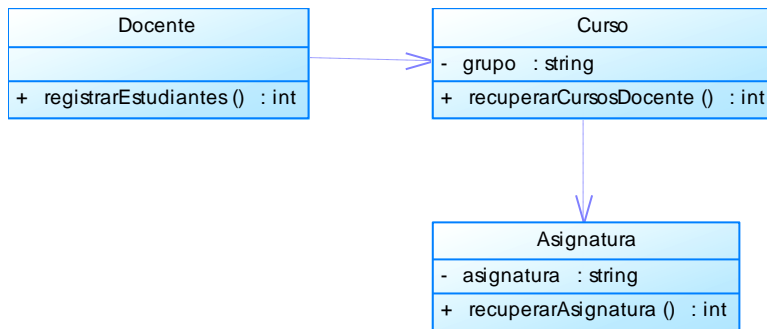 Docente
+ registrarEstudiantes () : int
Curso
- grupo : string
+ recuperarCursosDocente () : int
Asignatura
- asignatura : string
+ recuperarAsignatura () : int